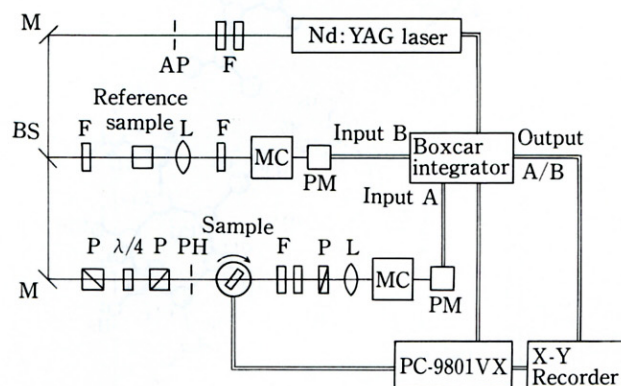 M
AP
F
Nd:YAG laser
Reference
sample
BS
F
L
F
MC
PM
Input B
Boxcar
integrator
Output
A/B
Input A
Sample
P
λ/4
P
PH
F
P
L
MC
PM
M
PC-9801VX
X-Y
Recorder